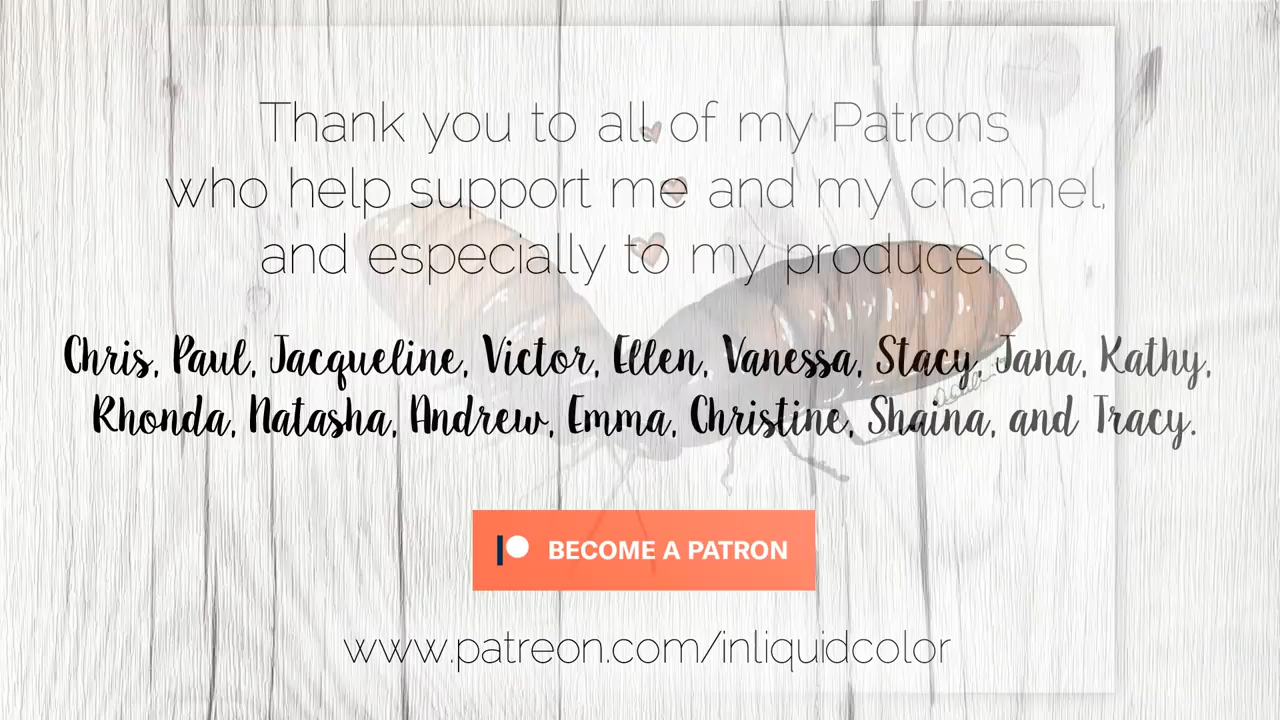 Thank you to all of my Patrons
who help support me and my channel,
and especially to my producers
Chris, Paul, Jacqueline, Victor, Ellen, Vanessa, Stacy, Jana, Kathy,
Rhonda, Natasha, Andrew, Emma, Christine, Shaina, and Tracy.
BECOME A PATRON
www.patreon.com/inliquidcolor